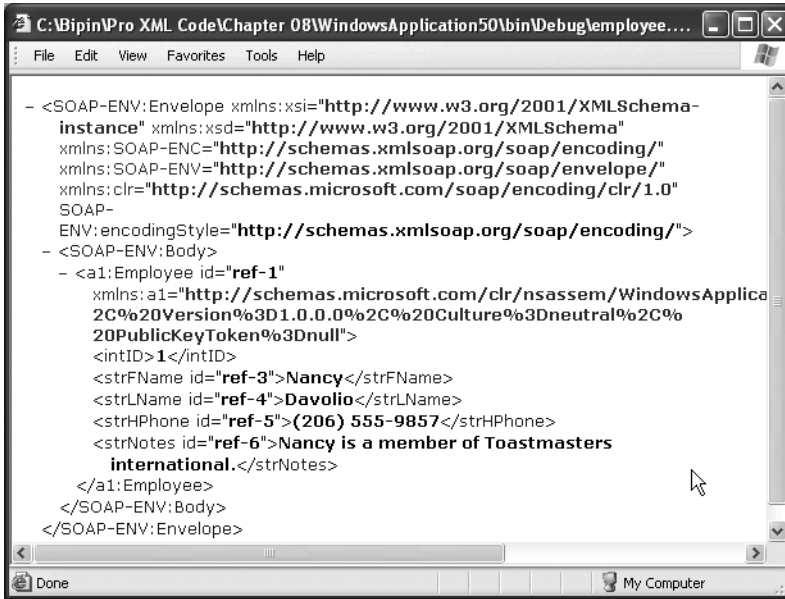 C:\Bipin\Pro XML Code\Chapter 08\WindowsApplication50\bin\Debug\employee....
File Edit View Favorites Tools Help
- <SOAP-ENV:Envelope xmlns:xsi="http://www.w3.org/2001/XMLSchema-
instance" xmlns:xsd="http://www.w3.org/2001/XMLSchema"
xmlns:SOAP-ENC="http://schemas.xmlsoap.org/soap/encoding/"
xmlns:SOAP-ENV="http://schemas.xmlsoap.org/soap/envelope/"
xmlns:clr="http://schemas.microsoft.com/soap/encoding/clr/1.0"
SOAP-
ENV:encodingStyle="http://schemas.xmlsoap.org/soap/encoding/">
- <SOAP-ENV:Body>
- <a1:Employee id="ref-1"
xmlns:a1="http://schemas.microsoft.com/clr/nsassem/WindowsApplica
2C%20Version%3D1.0.0.0%2C%20Culture%3Dneutral%2C%
20PublicKeyToken%3Dnull">
<intID>1</intID>
<strFName id="ref-3">Nancy</strFName>
<strLName id="ref-4">Davolio</strLName>
<strHPhone id="ref-5">(206) 555-9857</strHPhone>
<strNotes id="ref-6">Nancy is a member of Toastmasters
international.</strNotes>
</a1:Employee>
</SOAP-ENV:Body>
</SOAP-ENV:Envelope>
Done
My Computer